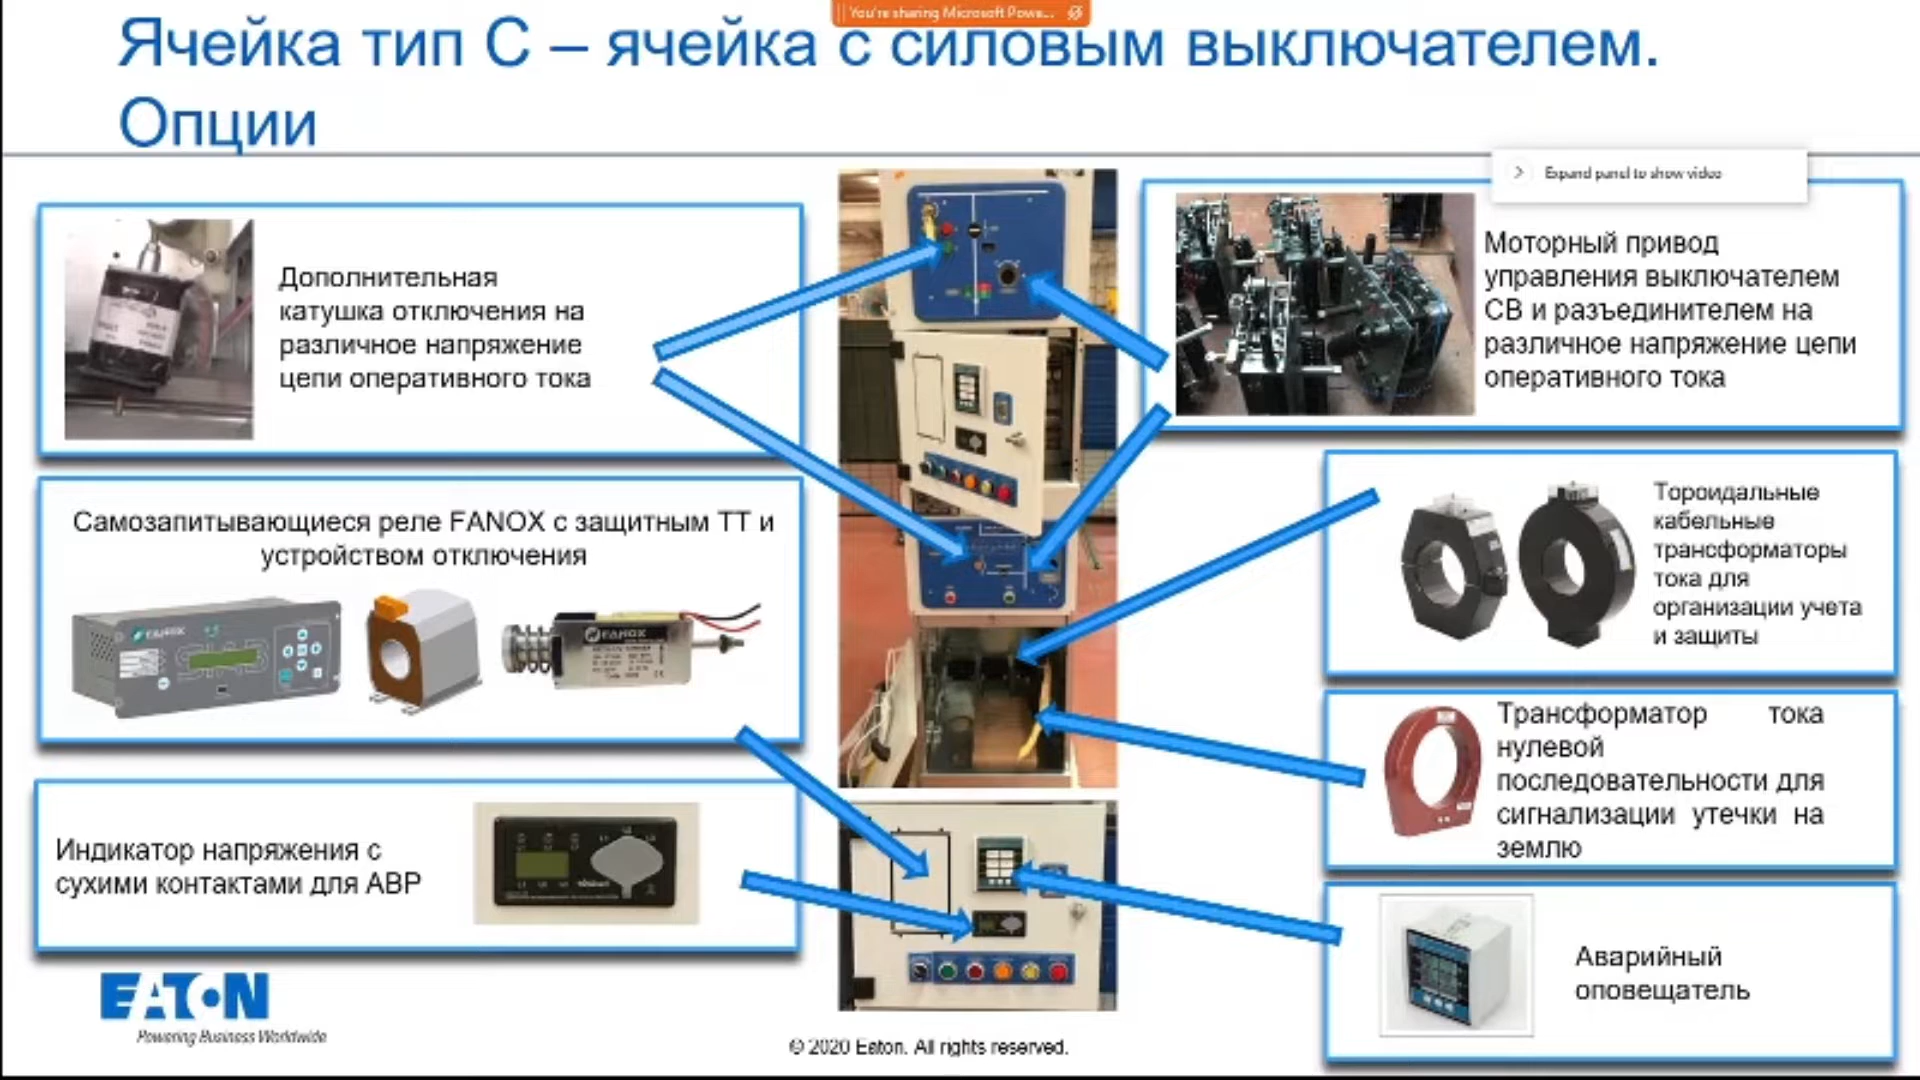 You're sharing Microsoft Powe...
Ячейка тип С – ячейка с силовым выключателем.
Опции
Expand panel to show video
Дополнительная
катушка отключения на
различное напряжение
цепи оперативного тока
Моторный привод
управления выключателем
СВ и разъединителем на
различное напряжение цепи
оперативного тока
Самозапитывающиеся реле FANOX с защитным ТТ и
устройством отключения
FANOX
FANOX
Тороидальные
кабельные
трансформаторы
тока для
организации учета
и защиты
Трансформатор тока
нулевой
последовательности для
сигнализации утечки на
землю
Индикатор напряжения с
сухими контактами для АВР
Аварийный
оповещатель
EATON
Powering Business Worldwide
© 2020 Eaton. All rights reserved.